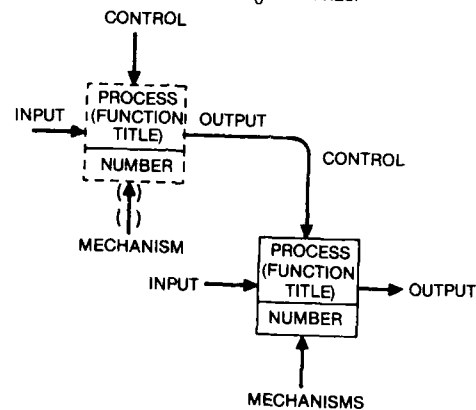 CONTROL
INPUT
PROCESS
(FUNCTION
TITLE)
OUTPUT
NUMBER
CONTROL
( )
( )
MECHANISM
PROCESS
(FUNCTION
TITLE)
INPUT
OUTPUT
NUMBER
MECHANISMS